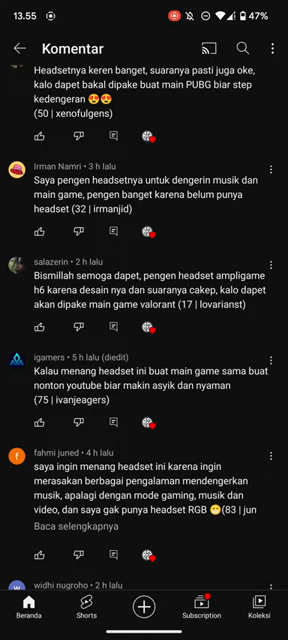 13.55
47%
Komentar
Headsetnya keren banget, suaranya pasti juga oke,
kalo dapet bakal dipake buat main PUBG biar step
kedengeran 😍😍
(50 | xenofulgens)
Irman Namri • 3 h lalu
Saya pengen headsetnya untuk dengerin musik dan
main game, pengen banget karena belum punya
headset (32 | irmanjid)
salazerin • 2 h lalu
Bismillah semoga dapet, pengen headset ampligame
h6 karena desain nya dan suaranya cakep, kalo dapet
akan dipake main game valorant (17 | lovarianst)
igamers • 5 h lalu (diedit)
Kalau menang headset ini buat main game sama buat
nonton youtube biar makin asyik dan nyaman
(75 | ivanjeagers)
fahmi juned • 4 h lalu
saya ingin menang headset ini karena ingin
merasakan berbagai pengalaman mendengerkan
musik, apalagi dengan mode gaming, musik dan
video, dan saya gak punya headset RGB 😁(83 | jun
Baca selengkapnya
widhi nugroho • 2 h lalu
Beranda
Shorts
Subscription
Koleksi